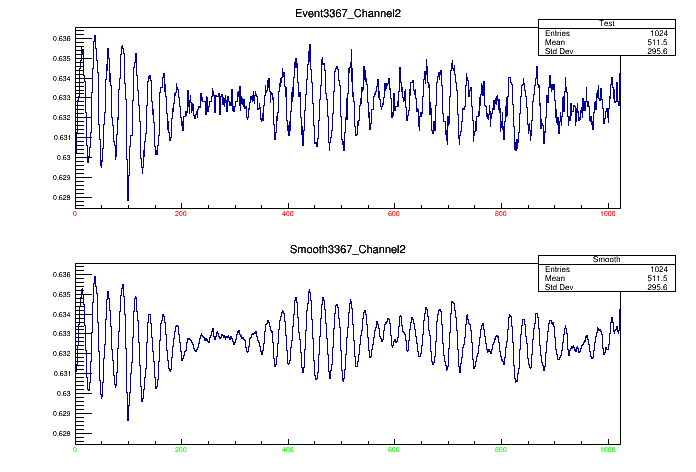 Event3367_Channel2
Test
Entries 1024
Mean 511.5
Std Dev 295.6
0.636
0.635
0.634
0.633
0.632
0.631
0.63
0.629
0.628
0 200 400 600 800 1000
Smooth3367_Channel2
Smooth
Entries 1024
Mean 511.5
Std Dev 295.6
0.636
0.635
0.634
0.633
0.632
0.631
0.63
0.629
0.628
0 200 400 600 800 1000